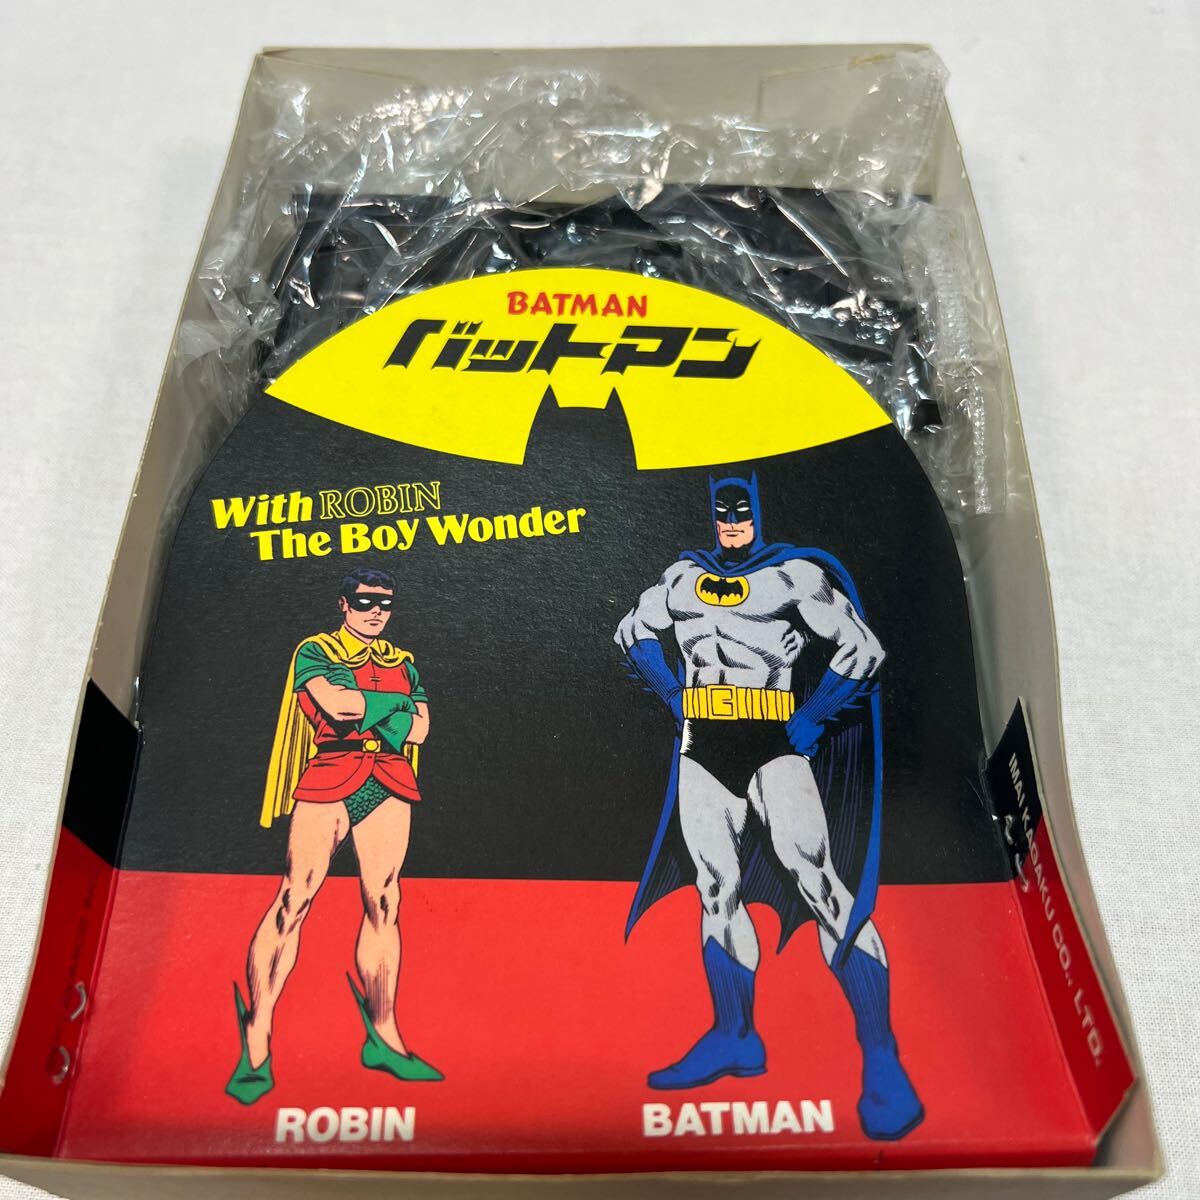 BATMAN
バットマン
With ROBIN
The Boy Wonder
ROBIN
BATMAN
IMAI KAGAKU CO., LTD.